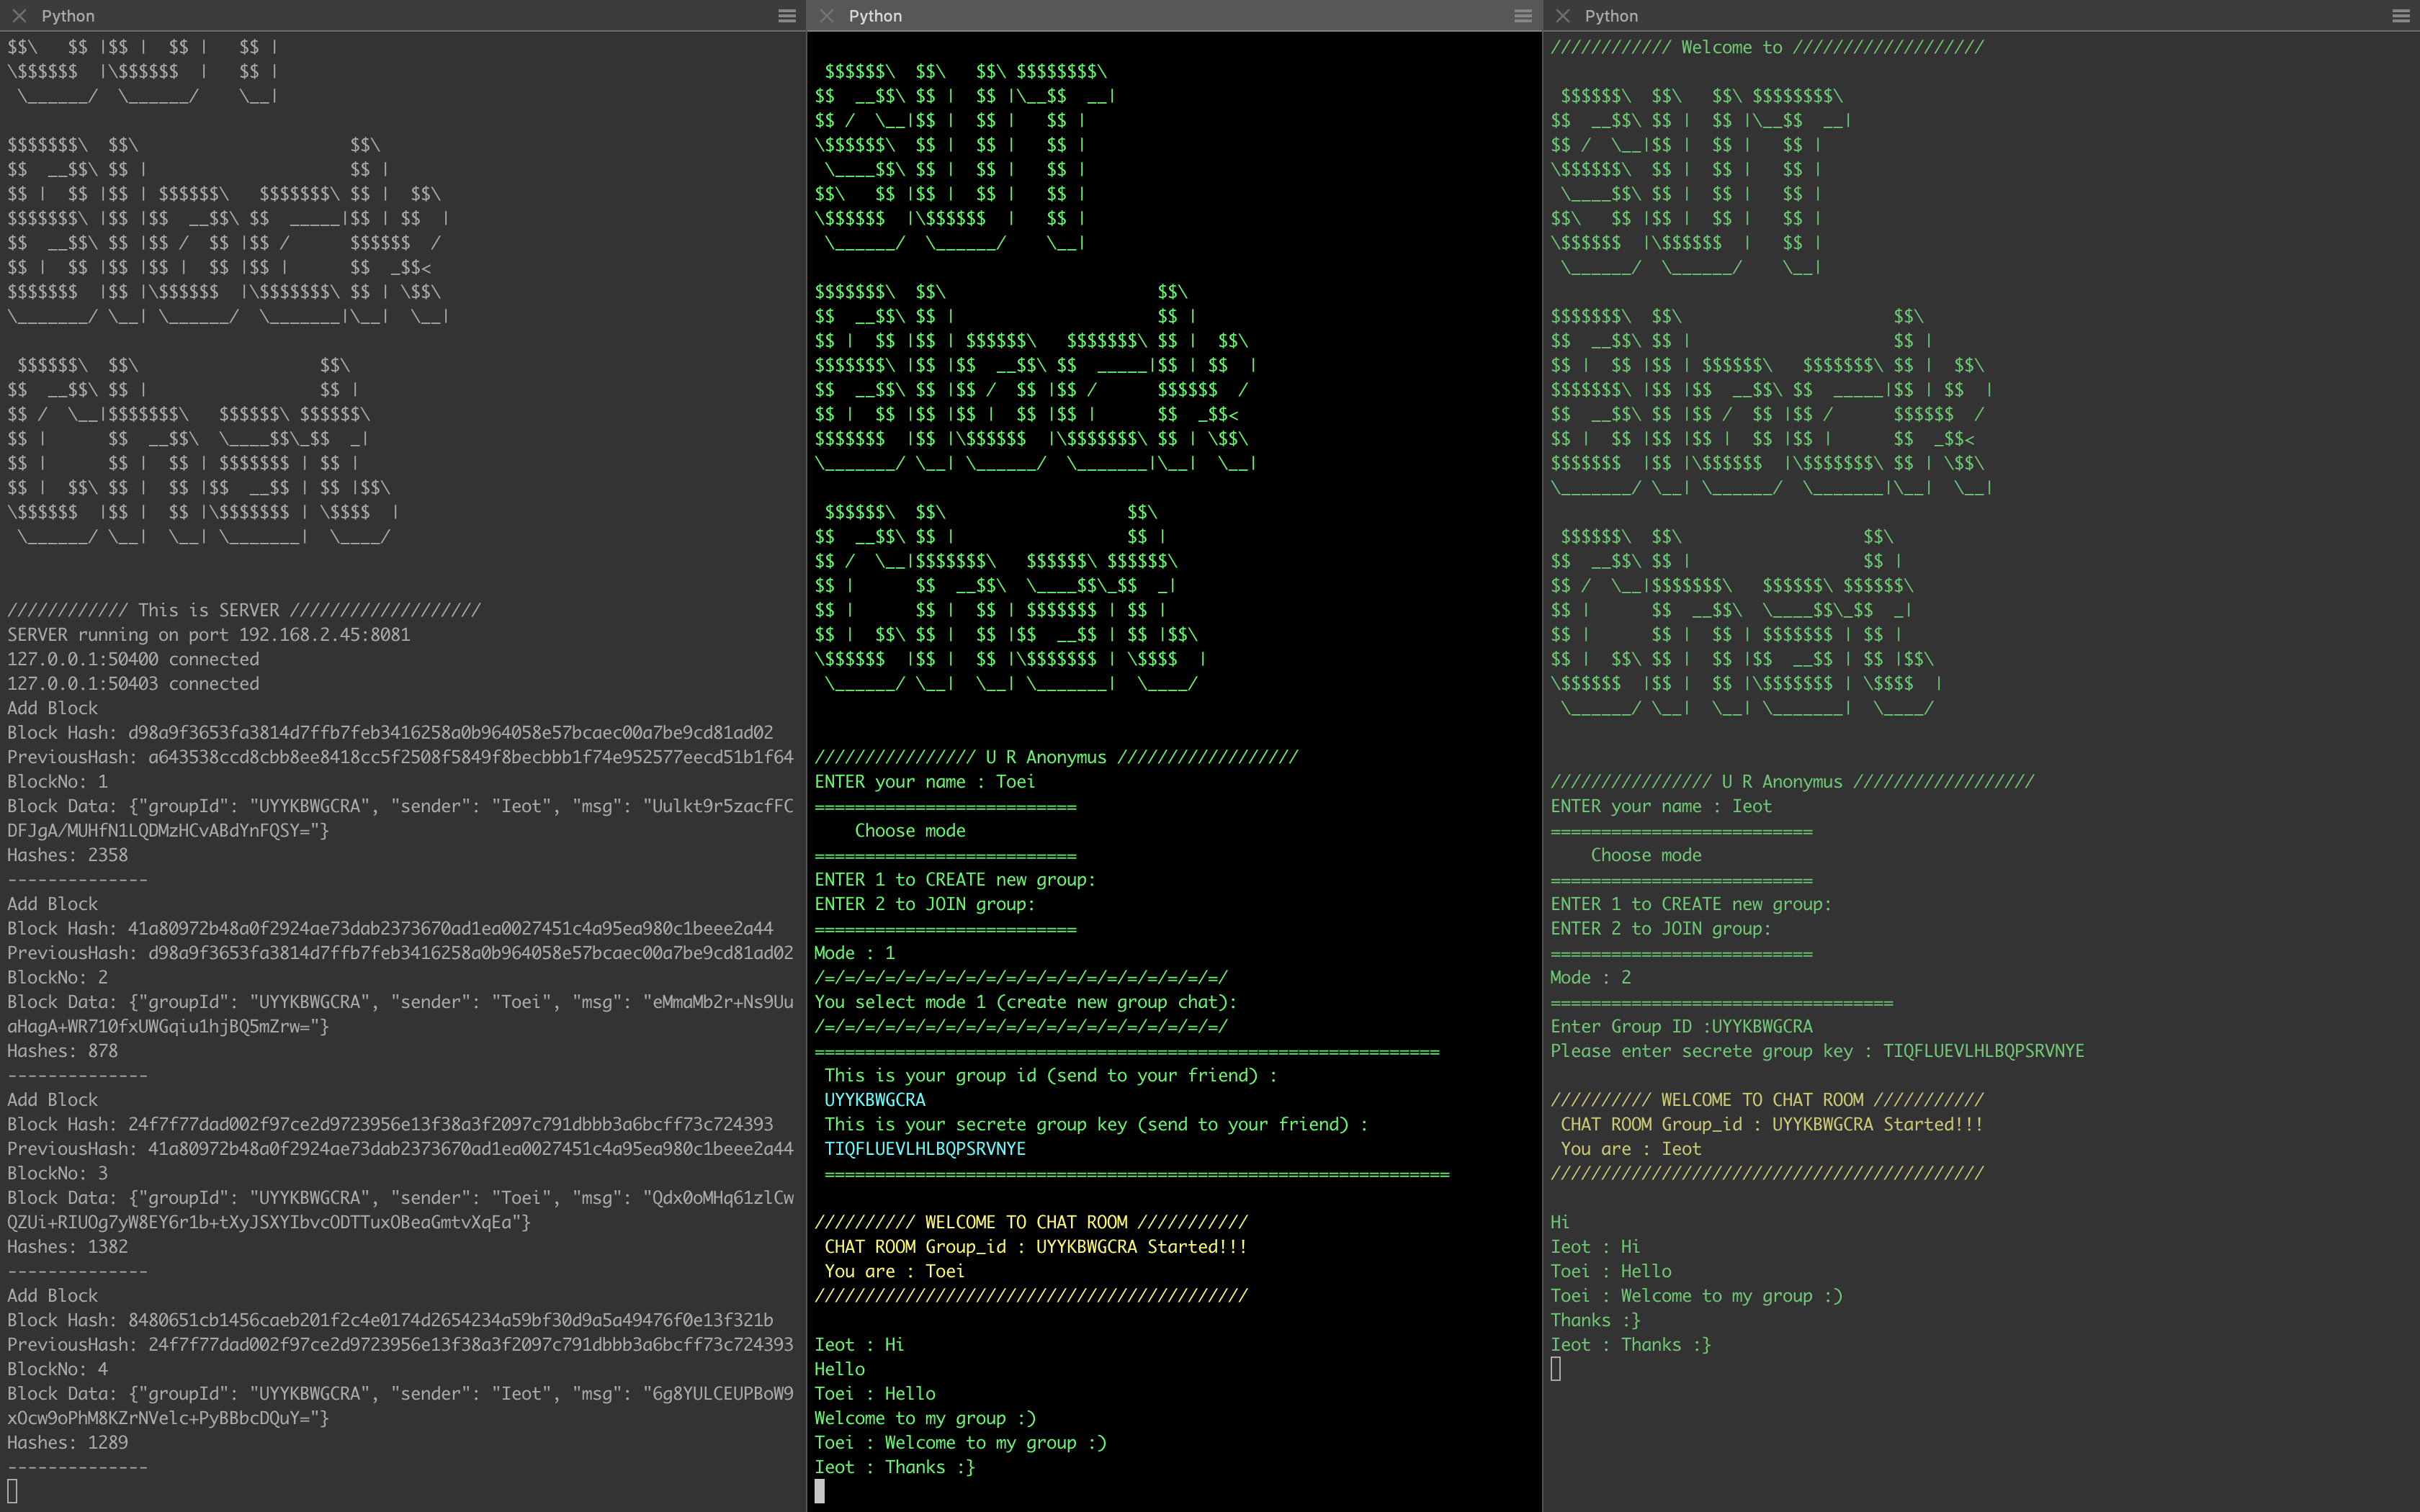 Python
$$\   $$ |$$ |  $$ |   $$ |
\$$$$$$  |\$$$$$$  |   $$ |
 \______/  \______/    \__|
$$$$$$$\  $$\                     $$\
$$  __$$\ $$ |                    $$ |
$$ |  $$ |$$ | $$$$$$\   $$$$$$$\ $$ |  $$\
$$$$$$$\ |$$ |$$  __$$\ $$  _____|$$ | $$  |
$$  __$$\ $$ |$$ /  $$ |$$ /      $$$$$$  /
$$ |  $$ |$$ |$$ |  $$ |$$ |      $$  _$$<
$$$$$$$  |$$ |\$$$$$$  |\$$$$$$$\ $$ | \$$\
\_______/ \__| \______/  \_______|\__|  \__|
 $$$$$$\  $$\                  $$\
$$  __$$\ $$ |                 $$ |
$$ /  \__|$$$$$$$\   $$$$$$\ $$$$$$\
$$ |      $$  __$$\  \____$$\_$$  _|
$$ |      $$ |  $$ | $$$$$$$ | $$ |
$$ |  $$\ $$ |  $$ |$$  __$$ | $$ |$$\
\$$$$$$  |$$ |  $$ |\$$$$$$$ | \$$$$  |
 \______/ \__|  \__| \_______|  \____/
//////////// This is SERVER ///////////////////
SERVER running on port 192.168.2.45:8081
127.0.0.1:50400 connected
127.0.0.1:50403 connected
Add Block
Block Hash: d98a9f3653fa3814d7ffb7feb3416258a0b964058e57bcaec00a7be9cd81ad02
PreviousHash: a643538ccd8cbb8ee8418cc5f2508f5849f8becbbb1f74e952577eecd51b1f64
BlockNo: 1
Block Data: {"groupId": "UYYKBWGCRA", "sender": "Ieot", "msg": "Uulkt9r5zacfFC
DFJgA/MUHfN1LQDMzHCvABdYnFQSY="}
Hashes: 2358
--------------
Add Block
Block Hash: 41a80972b48a0f2924ae73dab2373670ad1ea0027451c4a95ea980c1beee2a44
PreviousHash: d98a9f3653fa3814d7ffb7feb3416258a0b964058e57bcaec00a7be9cd81ad02
BlockNo: 2
Block Data: {"groupId": "UYYKBWGCRA", "sender": "Toei", "msg": "eMmaMb2r+Ns9Uu
aHagA+WR710fxUWGqiu1hjBQ5mZrw="}
Hashes: 878
--------------
Add Block
Block Hash: 24f7f77dad002f97ce2d9723956e13f38a3f2097c791dbbb3a6bcff73c724393
PreviousHash: 41a80972b48a0f2924ae73dab2373670ad1ea0027451c4a95ea980c1beee2a44
BlockNo: 3
Block Data: {"groupId": "UYYKBWGCRA", "sender": "Toei", "msg": "Qdx0oMHq61zlCw
QZUi+RIUOg7yW8EY6r1b+tXyJSXYIbvcODTTuxOBeaGmtvXqEa"}
Hashes: 1382
--------------
Add Block
Block Hash: 8480651cb1456caeb201f2c4e0174d2654234a59bf30d9a5a49476f0e13f321b
PreviousHash: 24f7f77dad002f97ce2d9723956e13f38a3f2097c791dbbb3a6bcff73c724393
BlockNo: 4
Block Data: {"groupId": "UYYKBWGCRA", "sender": "Ieot", "msg": "6g8YULCEUPBoW9
xOcw9oPhM8KZrNVelc+PyBBbcDQuY="}
Hashes: 1289
--------------
Python
 $$$$$$\  $$\   $$\ $$$$$$$$\
$$  __$$\ $$ |  $$ |\__$$  __|
$$ /  \__|$$ |  $$ |   $$ |
\$$$$$$\  $$ |  $$ |   $$ |
 \____$$\ $$ |  $$ |   $$ |
$$\   $$ |$$ |  $$ |   $$ |
\$$$$$$  |\$$$$$$  |   $$ |
 \______/  \______/    \__|
$$$$$$$\  $$\                     $$\
$$  __$$\ $$ |                    $$ |
$$ |  $$ |$$ | $$$$$$\   $$$$$$$\ $$ |  $$\
$$$$$$$\ |$$ |$$  __$$\ $$  _____|$$ | $$  |
$$  __$$\ $$ |$$ /  $$ |$$ /      $$$$$$  /
$$ |  $$ |$$ |$$ |  $$ |$$ |      $$  _$$<
$$$$$$$  |$$ |\$$$$$$  |\$$$$$$$\ $$ | \$$\
\_______/ \__| \______/  \_______|\__|  \__|
 $$$$$$\  $$\                  $$\
$$  __$$\ $$ |                 $$ |
$$ /  \__|$$$$$$$\   $$$$$$\ $$$$$$\
$$ |      $$  __$$\  \____$$\_$$  _|
$$ |      $$ |  $$ | $$$$$$$ | $$ |
$$ |  $$\ $$ |  $$ |$$  __$$ | $$ |$$\
\$$$$$$  |$$ |  $$ |\$$$$$$$ | \$$$$  |
 \______/ \__|  \__| \_______|  \____/
//////////////// U R Anonymus //////////////////
ENTER your name : Toei
==========================
    Choose mode
==========================
ENTER 1 to CREATE new group:
ENTER 2 to JOIN group:
==========================
Mode : 1
/=/=/=/=/=/=/=/=/=/=/=/=/=/=/=/=/=/=/=/=/
You select mode 1 (create new group chat):
/=/=/=/=/=/=/=/=/=/=/=/=/=/=/=/=/=/=/=/=/
==============================================================
 This is your group id (send to your friend) :
 UYYKBWGCRA
 This is your secrete group key (send to your friend) :
 TIQFLUEVLHLBQPSRVNYE
 ==============================================================
////////// WELCOME TO CHAT ROOM ///////////
 CHAT ROOM Group_id : UYYKBWGCRA Started!!!
 You are : Toei
///////////////////////////////////////////
Ieot : Hi
Hello
Toei : Hello
Welcome to my group :)
Toei : Welcome to my group :)
Ieot : Thanks :}
Python
//////////// Welcome to ///////////////////
 $$$$$$\  $$\   $$\ $$$$$$$$\
$$  __$$\ $$ |  $$ |\__$$  __|
$$ /  \__|$$ |  $$ |   $$ |
\$$$$$$\  $$ |  $$ |   $$ |
 \____$$\ $$ |  $$ |   $$ |
$$\   $$ |$$ |  $$ |   $$ |
\$$$$$$  |\$$$$$$  |   $$ |
 \______/  \______/    \__|
$$$$$$$\  $$\                     $$\
$$  __$$\ $$ |                    $$ |
$$ |  $$ |$$ | $$$$$$\   $$$$$$$\ $$ |  $$\
$$$$$$$\ |$$ |$$  __$$\ $$  _____|$$ | $$  |
$$  __$$\ $$ |$$ /  $$ |$$ /      $$$$$$  /
$$ |  $$ |$$ |$$ |  $$ |$$ |      $$  _$$<
$$$$$$$  |$$ |\$$$$$$  |\$$$$$$$\ $$ | \$$\
\_______/ \__| \______/  \_______|\__|  \__|
 $$$$$$\  $$\                  $$\
$$  __$$\ $$ |                 $$ |
$$ /  \__|$$$$$$$\   $$$$$$\ $$$$$$\
$$ |      $$  __$$\  \____$$\_$$  _|
$$ |      $$ |  $$ | $$$$$$$ | $$ |
$$ |  $$\ $$ |  $$ |$$  __$$ | $$ |$$\
\$$$$$$  |$$ |  $$ |\$$$$$$$ | \$$$$  |
 \______/ \__|  \__| \_______|  \____/
//////////////// U R Anonymus //////////////////
ENTER your name : Ieot
==========================
    Choose mode
==========================
ENTER 1 to CREATE new group:
ENTER 2 to JOIN group:
==========================
Mode : 2
==================================
Enter Group ID :UYYKBWGCRA
Please enter secrete group key : TIQFLUEVLHLBQPSRVNYE
////////// WELCOME TO CHAT ROOM ///////////
 CHAT ROOM Group_id : UYYKBWGCRA Started!!!
 You are : Ieot
///////////////////////////////////////////
Hi
Ieot : Hi
Toei : Hello
Toei : Welcome to my group :)
Thanks :}
Ieot : Thanks :}